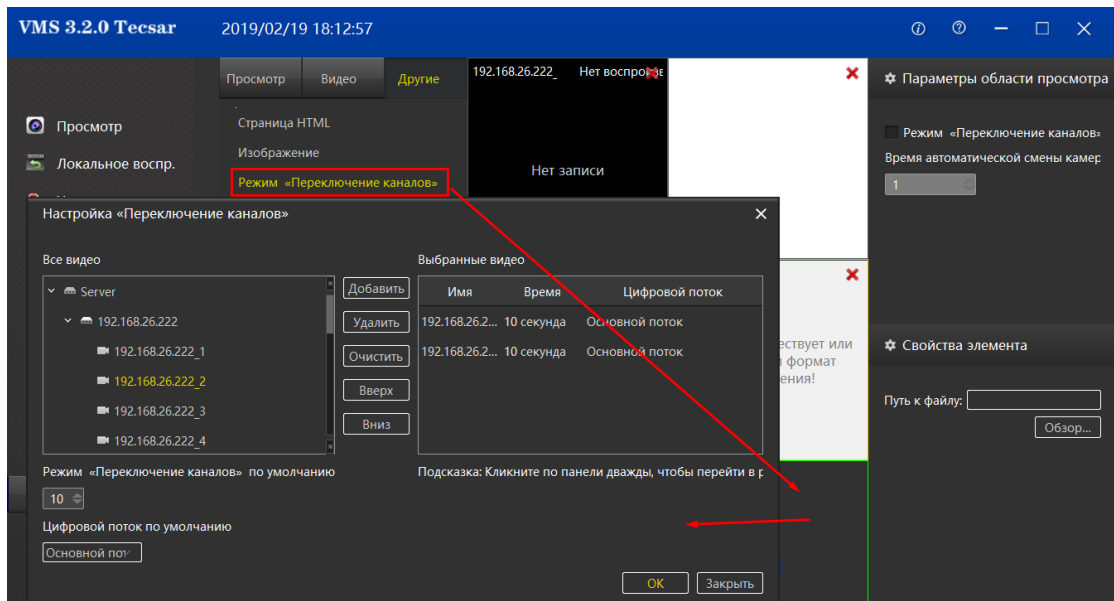 VMS 3.2.0 Tecsar
2019/02/19 18:12:57
Просмотр
Локальное воспр.
Просмотр
Видео
Другие
Страница HTML
Изображение
Режим «Переключение каналов»
192.168.26.222_
Нет воспрои
Нет записи
Параметры области просмотра
Режим «Переключение каналов»
Время автоматической смены камер
1
Настройка «Переключение каналов»
Все видео
Server
192.168.26.222
192.168.26.222_1
192.168.26.222_2
192.168.26.222_3
192.168.26.222_4
Добавить
Удалить
Очистить
Вверх
Вниз
Выбранные видео
Имя Время Цифровой поток
192.168.26.2... 10 секунда Основной поток
192.168.26.2... 10 секунда Основной поток
Режим «Переключение каналов» по умолчанию
10
Цифровой поток по умолчанию
Основной пот
Подсказка: Кликните по панели дважды, чтобы перейти в р
OK
Закрыть
ествует или
формат
ения!
Свойства элемента
Путь к файлу:
Обзор...